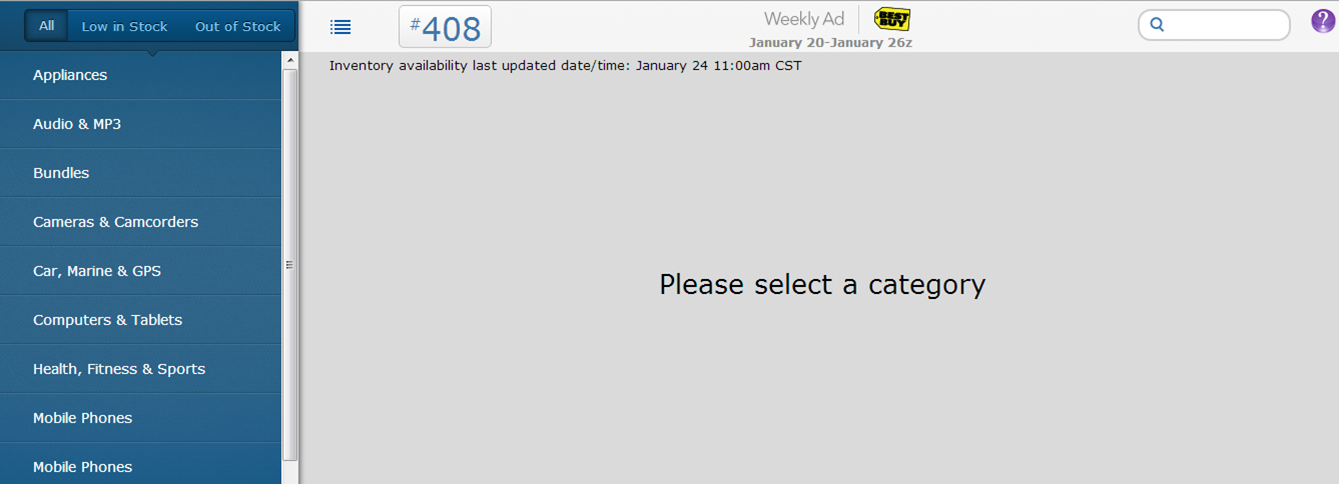 All
Low in Stock
Out of Stock
#408
Weekly Ad
BEST BUY
January 20-January 26z
?
Inventory availability last updated date/time: January 24 11:00am CST
Appliances
Audio & MP3
Bundles
Cameras & Camcorders
Car, Marine & GPS
Computers & Tablets
Health, Fitness & Sports
Mobile Phones
Mobile Phones
Please select a category